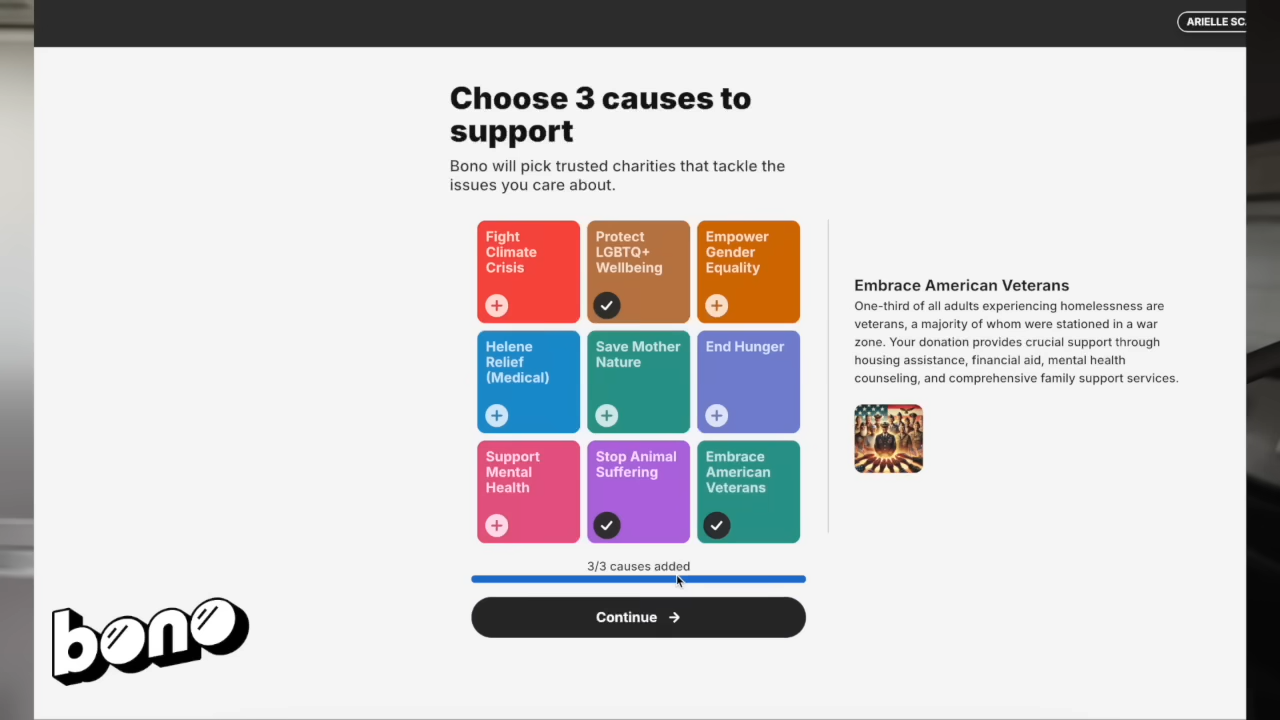 ARIELLE SC
Choose 3 causes to
support
Bono will pick trusted charities that tackle the
issues you care about.
Fight
Climate
Crisis
Protect
LGBTQ+
Wellbeing
Empower
Gender
Equality
Helene
Relief
(Medical)
Save Mother
Nature
End Hunger
Support
Mental
Health
Stop Animal
Suffering
Embrace
American
Veterans
Embrace American Veterans
One-third of all adults experiencing homelessness are
veterans, a majority of whom were stationed in a war
zone. Your donation provides crucial support through
housing assistance, financial aid, mental health
counseling, and comprehensive family support services.
3/3 causes added
Continue →
bono